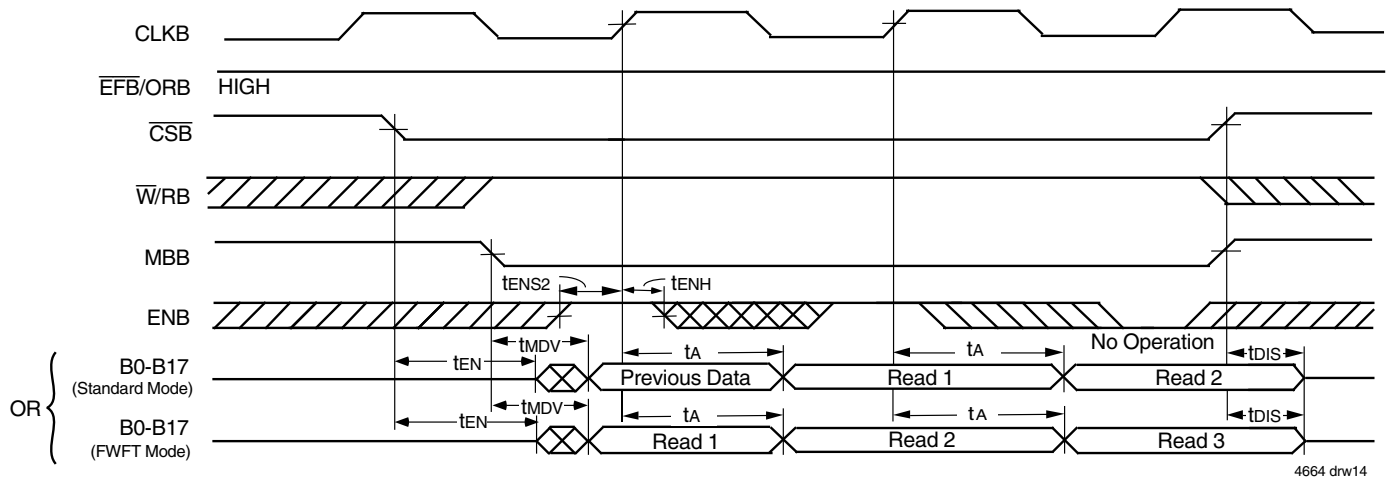 CLKB
EFB/ORB HIGH
CSB
W/RB
MBB
tENS2 tENH
ENB
No Operation
tMDV
tEN tA tA tDIS
B0-B17
(Standard Mode)
Previous Data Read 1 Read 2
OR
tMDV
tEN tA tA tDIS
B0-B17
(FWFT Mode)
Read 1 Read 2 Read 3
4664 drw14